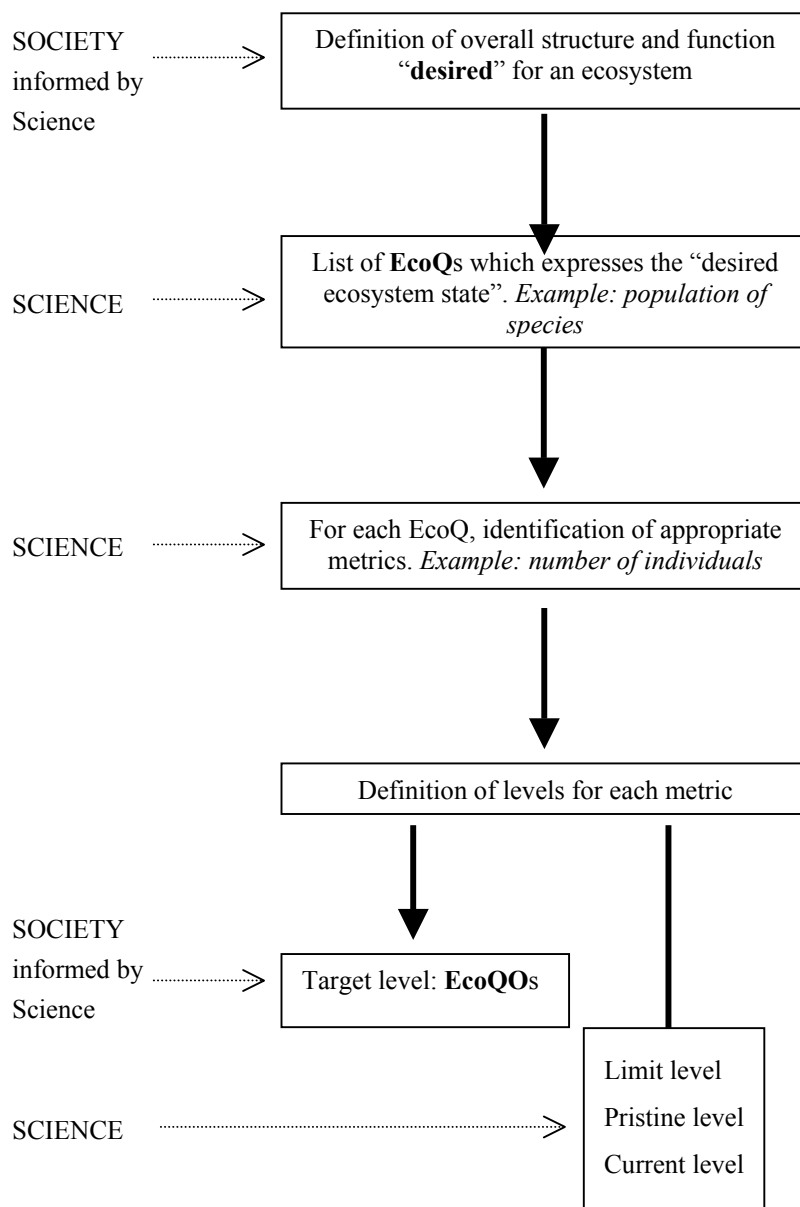 SOCIETY
informed by
Science
Definition of overall structure and function
“desired” for an ecosystem
SCIENCE
List of EcoQs which expresses the “desired
ecosystem state”. Example: population of
species
SCIENCE
For each EcoQ, identification of appropriate
metrics. Example: number of individuals
Definition of levels for each metric
SOCIETY
informed by
Science
Target level: EcoQOs
SCIENCE
Limit level
Pristine level
Current level